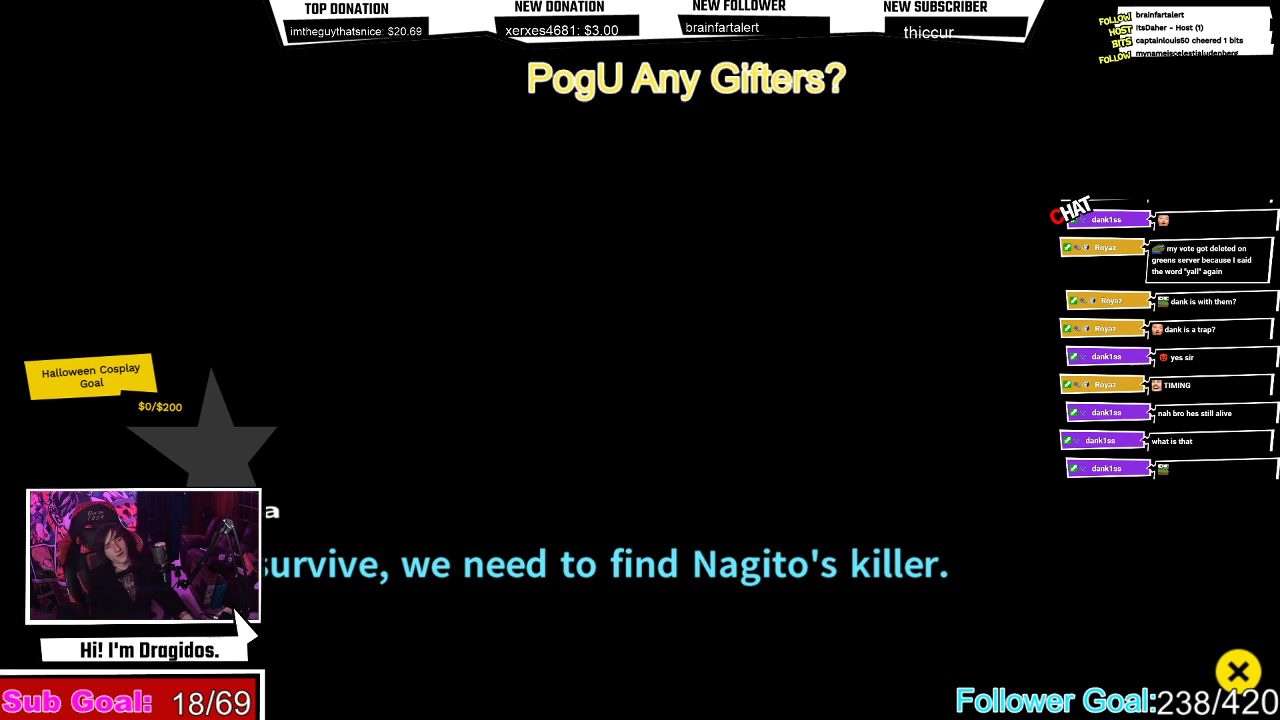 TOP DONATION
imtheguythatsnice: $20.69
NEW DONATION
xerxes4681: $3.00
NEW FOLLOWER
brainfartalert
NEW SUBSCRIBER
thiccur
FOLLOW brainfartalert
HOST ItsDaher - Host (1)
BITS captainlouis50 cheered 1 bits
FOLLOW mynameiscelestialudenberg
PogU Any Gifters?
CHAT
dank1ss
Royaz my vote got deleted on
greens server because I said
the word "yall" again
Royaz dank is with them?
Royaz dank is a trap?
dank1ss yes sir
Royaz TIMING
dank1ss nah bro hes still alive
dank1ss what is that
dank1ss
Halloween Cosplay
Goal
$0/$200
a
survive, we need to find Nagito's killer.
Hi! I'm Dragidos.
Sub Goal: 18/69
Follower Goal:238/420